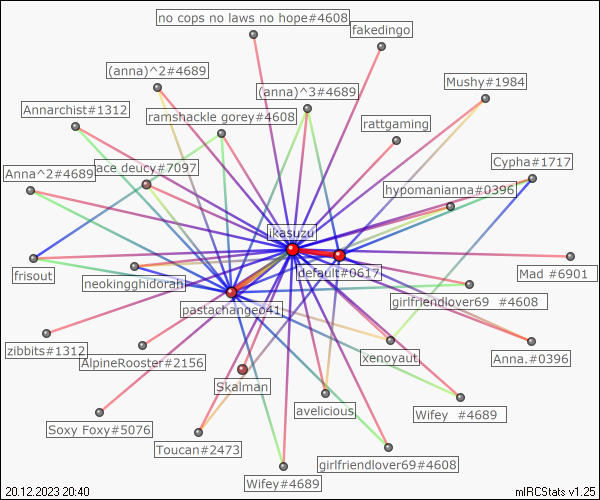 no cops no laws no hope#4608
fakedingo
(anna)^2#4689
Mushy#1984
(anna)^3#4689
Annarchist#1312
ramshackle gorey#4608
rattgaming
Cypha#1717
ace deucy#7097
Anna^2#4689
hypomanianna#0396
ikasuzu
default#0617
Mad #6901
frisout
neokingghidorah
girlfriendlover69 #4608
pastachangeo41
zibbits#1312
xenoyaut
Anna.#0396
AlpineRooster#2156
Skalman
avelicious
Wifey #4689
Soxy Foxy#5076
Toucan#2473
girlfriendlover69#4608
Wifey#4689
20.12.2023 20:40
mIRCStats v1.25